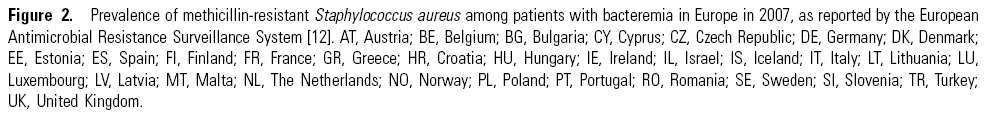 Figure 2. Prevalence of methicillin-resistant Staphylococcus aureus among patients with bacteremia in Europe in 2007, as reported by the European
Antimicrobial Resistance Surveillance System [12]. AT, Austria; BE, Belgium; BG, Bulgaria; CY, Cyprus; CZ, Czech Republic; DE, Germany; DK, Denmark;
EE, Estonia; ES, Spain; FI, Finland; FR, France; GR, Greece; HR, Croatia; HU, Hungary; IE, Ireland; IL, Israel; IS, Iceland; IT, Italy; LT, Lithuania; LU,
Luxembourg; LV, Latvia; MT, Malta; NL, The Netherlands; NO, Norway; PL, Poland; PT, Portugal; RO, Romania; SE, Sweden; SI, Slovenia; TR, Turkey;
UK, United Kingdom.